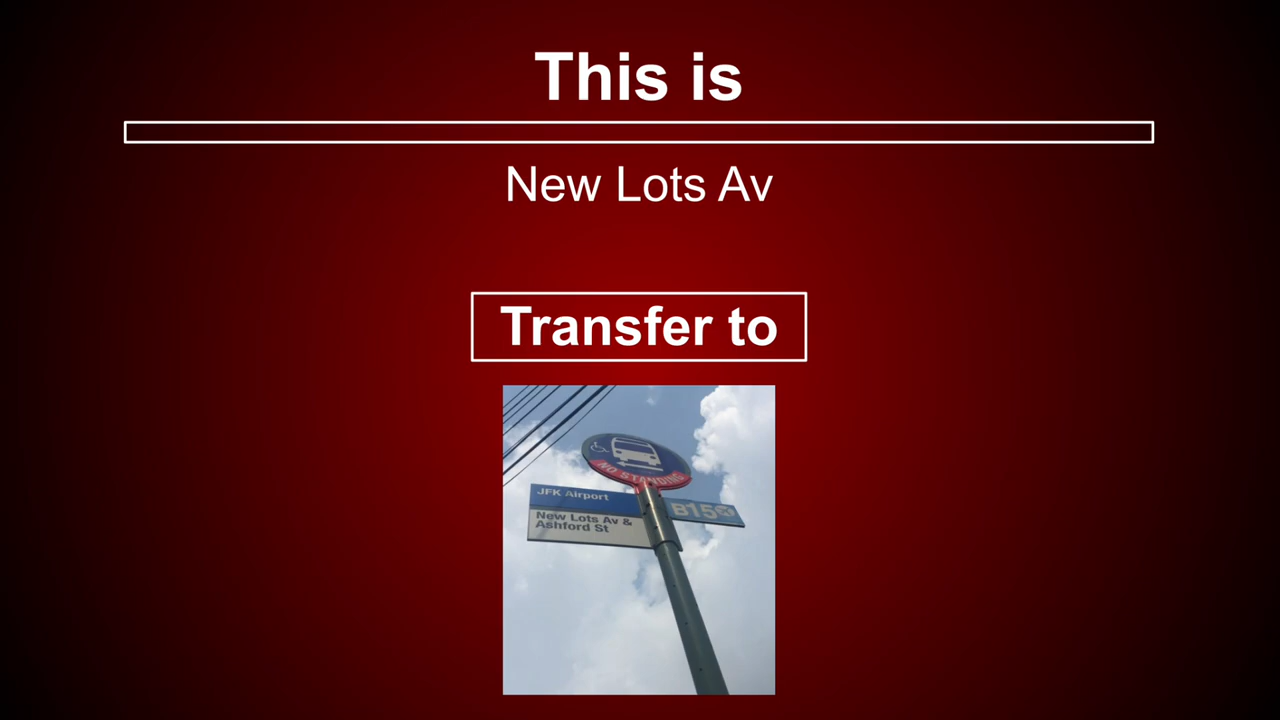 This is
New Lots Av
Transfer to
NO STANDING
JFK Airport
B15
New Lots Av &
Ashford St